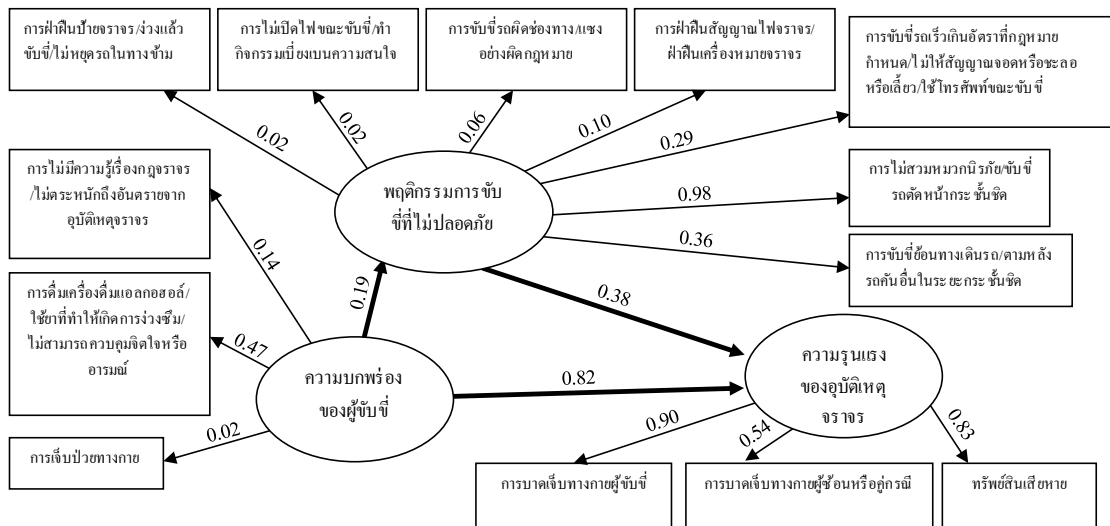 การฝ่าฝืนป้ายจราจร/ง่วงแล้ว
ขับขี่/ไม่หยุดรถในทางข้าม
การไม่เปิดไฟขณะขับขี่/ทำ
กิจกรรมเบี่ยงเบนความสนใจ
การขับขี่รถผิดช่องทาง/แซง
อย่างผิดกฎหมาย
การฝ่าฝืนสัญญาณไฟจราจร/
ฝ่าฝืนเครื่องหมายจราจร
การขับขี่รถเร็วเกินอัตราที่กฎหมาย
กำหนด/ไม่ให้สัญญาณจอดหรือชะลอ
หรือเลี้ยว/ใช้โทรศัพท์ขณะขับขี่
0.02
0.02
0.06
0.10
0.29
การไม่มีความรู้เรื่องกฎจราจร
/ไม่ตระหนักถึงอันตรายจาก
อุบัติเหตุจราจร
พฤติกรรมการขับ
ขี่ที่ไม่ปลอดภัย
0.98
การไม่สวมหมวกนิรภัย/ขับขี่
รถตัดหน้ากระชั้นชิด
0.36
การขับขี่ย้อนทางเดินรถ/ตามหลัง
รถคันอื่นในระยะกระชั้นชิด
0.14
0.19
0.38
การดื่มเครื่องดื่มแอลกอฮอล์/
ใช้ยาที่ทำให้เกิดการง่วงซึม/
ไม่สามารถควบคุมจิตใจหรือ
อารมณ์
0.47
ความบกพร่อง
ของผู้ขับขี่
0.82
ความรุนแรง
ของอุบัติเหตุ
จราจร
0.02
การเจ็บป่วยทางกาย
0.90
0.54
0.83
การบาดเจ็บทางกายผู้ขับขี่
การบาดเจ็บทางกายผู้ซ้อนหรือคู่กรณี
ทรัพย์สินเสียหาย